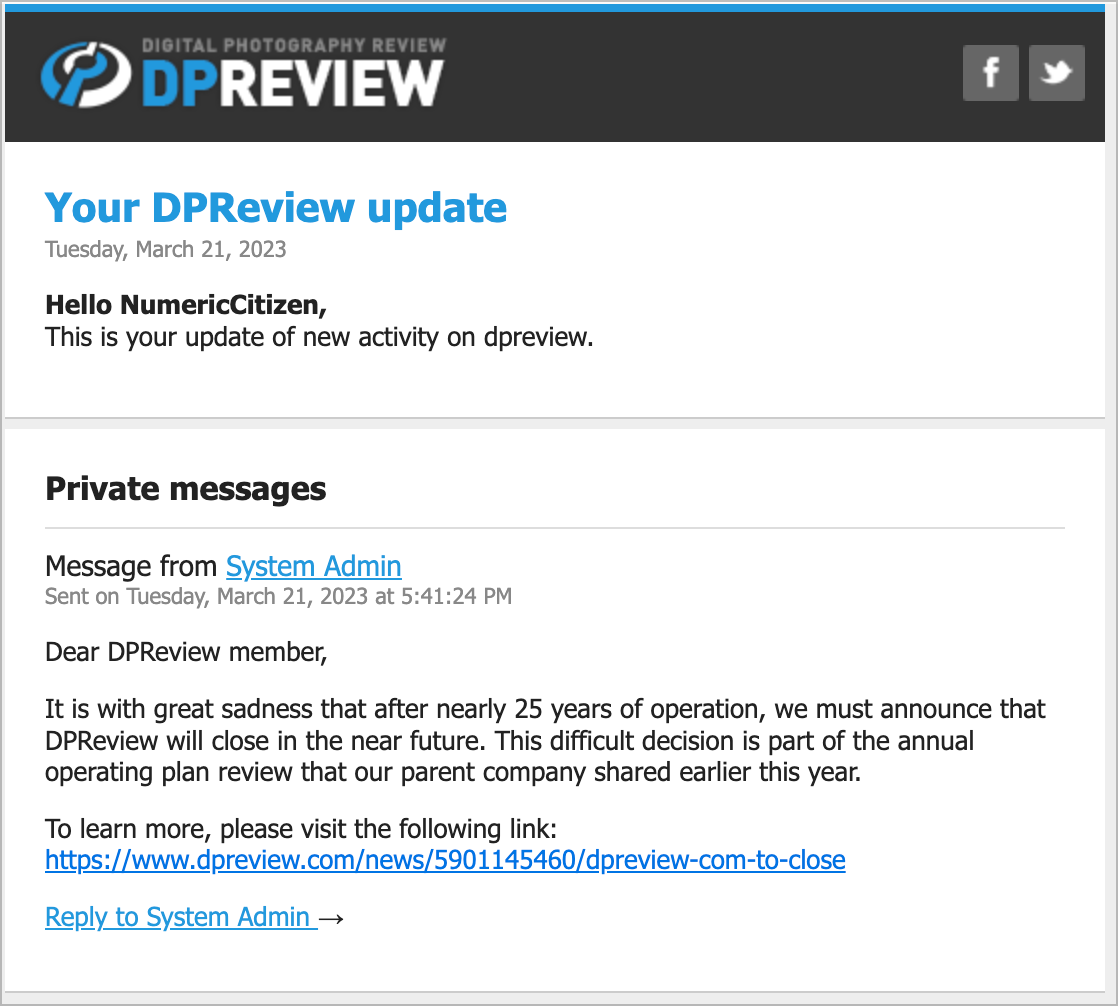 DIGITAL PHOTOGRAPHY REVIEW
DPREVIEW
f
Your DPReview update
Tuesday, March 21, 2023
Hello NumericCitizen,
This is your update of new activity on dpreview.
Private messages
Message from System Admin
Sent on Tuesday, March 21, 2023 at 5:41:24 PM
Dear DPReview member,
It is with great sadness that after nearly 25 years of operation, we must announce that
DPReview will close in the near future. This difficult decision is part of the annual
operating plan review that our parent company shared earlier this year.
To learn more, please visit the following link:
https://www.dpreview.com/news/5901145460/dpreview-com-to-close
Reply to System Admin →